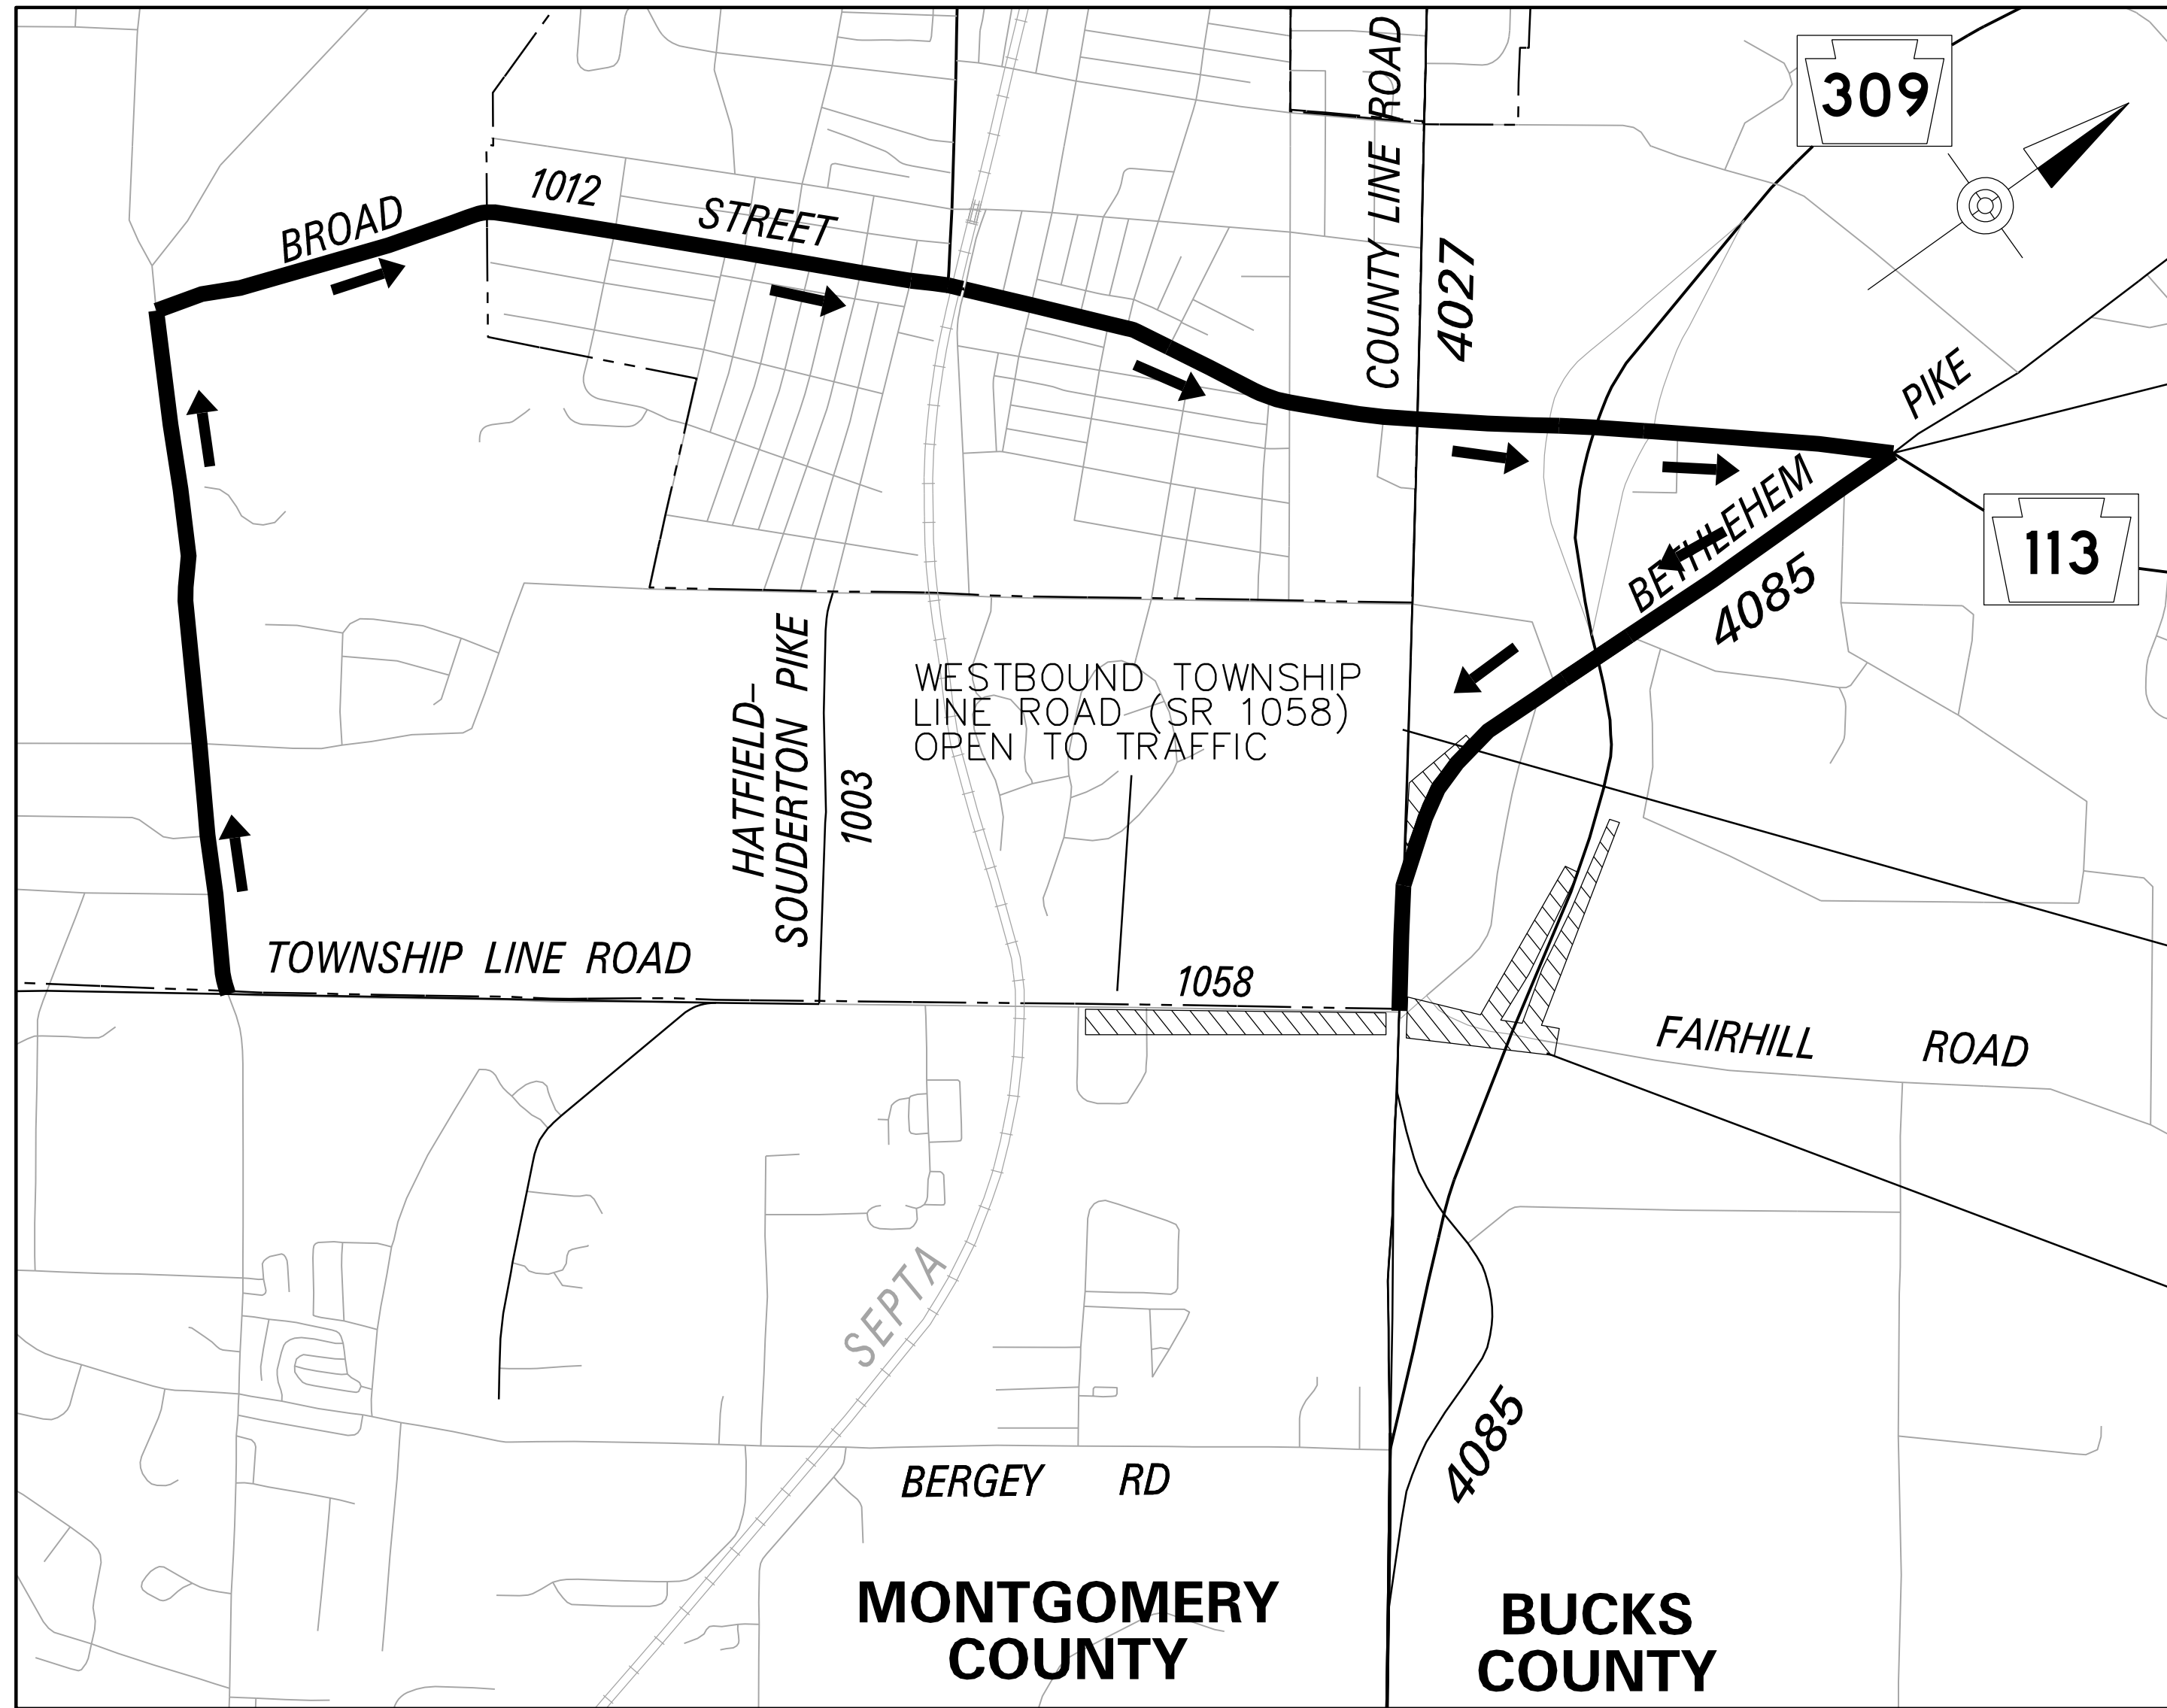 309
COUNTY LINE ROAD
4027
BROAD
1012
STREET
PIKE
BETHLEHEM
4085
113
HATFIELD–
SOUDERTON PIKE
1003
WESTBOUND TOWNSHIP
LINE ROAD (SR 1058)
OPEN TO TRAFFIC
TOWNSHIP LINE ROAD
1058
FAIRHILL ROAD
SEPTA
4085
BERGEY RD
MONTGOMERY
COUNTY
BUCKS
COUNTY